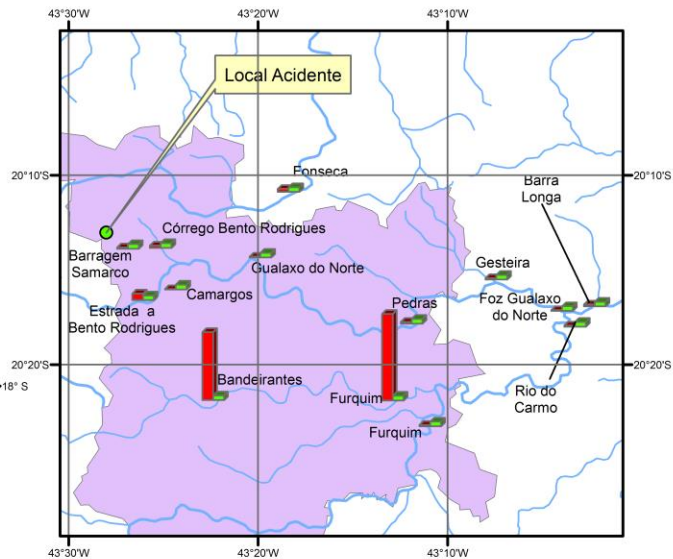 43°30'W
43°20'W
43°10'W
Local Acidente
20°10'S
20°10'S
Fonseca
Barra
Longa
Córrego Bento Rodrigues
Barragem
Samarco
Gualaxo do Norte
Gesteira
Camargos
Estrada a
Bento Rodrigues
Pedras
Foz Gualaxo
do Norte
20°20'S
20°20'S
18° S
Bandeirantes
Furquim
Rio do
Carmo
Furquim
43°30'W
43°20'W
43°10'W